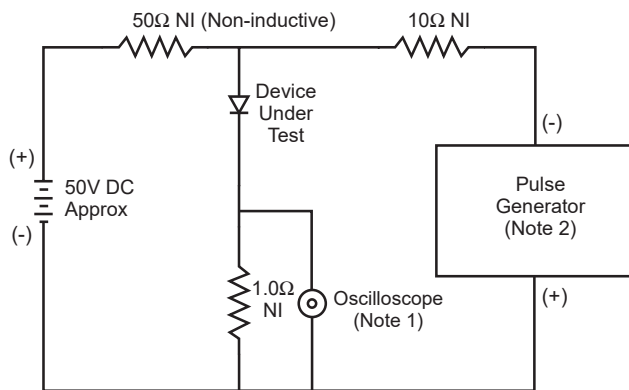 50Ω NI (Non-inductive)
10Ω NI
Device
Under
Test
(-)
(+)
50V DC
Approx
(-)
Pulse
Generator
(Note 2)
1.0Ω
NI
Oscilloscope
(Note 1)
(+)